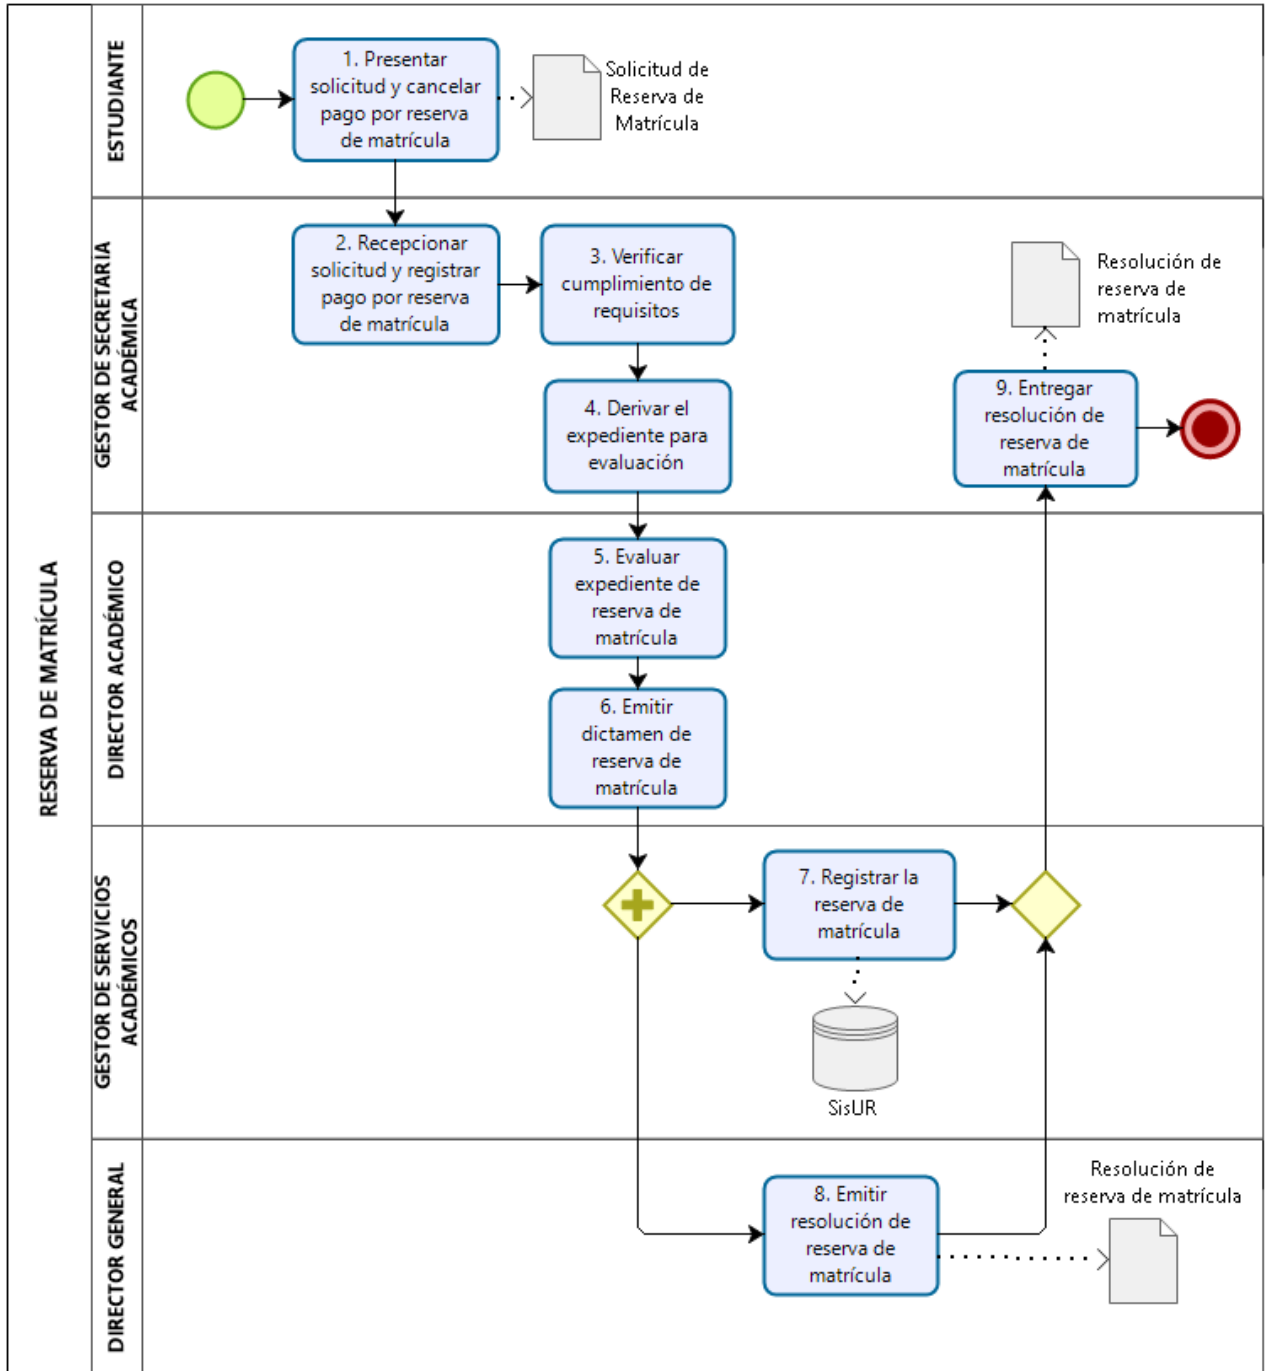 RESERVA DE MATRÍCULA
ESTUDIANTE
1. Presentar
solicitud y cancelar
pago por reserva
de matrícula
Solicitud de
Reserva de
Matrícula
GESTOR DE SECRETARIA
ACADÉMICA
2. Recepcionar
solicitud y registrar
pago por reserva
de matrícula
3. Verificar
cumplimiento de
requisitos
4. Derivar el
expediente para
evaluación
Resolución de
reserva de
matrícula
9. Entregar
resolución de
reserva de
matrícula
DIRECTOR ACADÉMICO
5. Evaluar
expediente de
reserva de
matrícula
6. Emitir
dictamen de
reserva de
matrícula
GESTOR DE SERVICIOS
ACADÉMICOS
7. Registrar la
reserva de
matrícula
SisUR
DIRECTOR GENERAL
8. Emitir
resolución de
reserva de
matrícula
Resolución de
reserva de matrícula